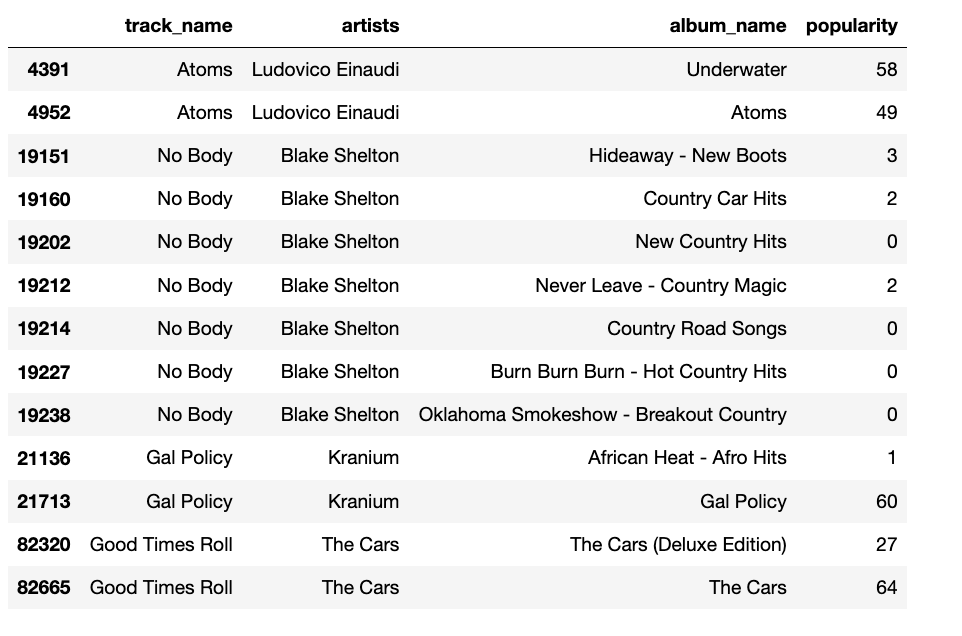 track_name artists album_name popularity
4391 Atoms Ludovico Einaudi Underwater 58
4952 Atoms Ludovico Einaudi Atoms 49
19151 No Body Blake Shelton Hideaway - New Boots 3
19160 No Body Blake Shelton Country Car Hits 2
19202 No Body Blake Shelton New Country Hits 0
19212 No Body Blake Shelton Never Leave - Country Magic 2
19214 No Body Blake Shelton Country Road Songs 0
19227 No Body Blake Shelton Burn Burn Burn - Hot Country Hits 0
19238 No Body Blake Shelton Oklahoma Smokeshow - Breakout Country 0
21136 Gal Policy Kranium African Heat - Afro Hits 1
21713 Gal Policy Kranium Gal Policy 60
82320 Good Times Roll The Cars The Cars (Deluxe Edition) 27
82665 Good Times Roll The Cars The Cars 64